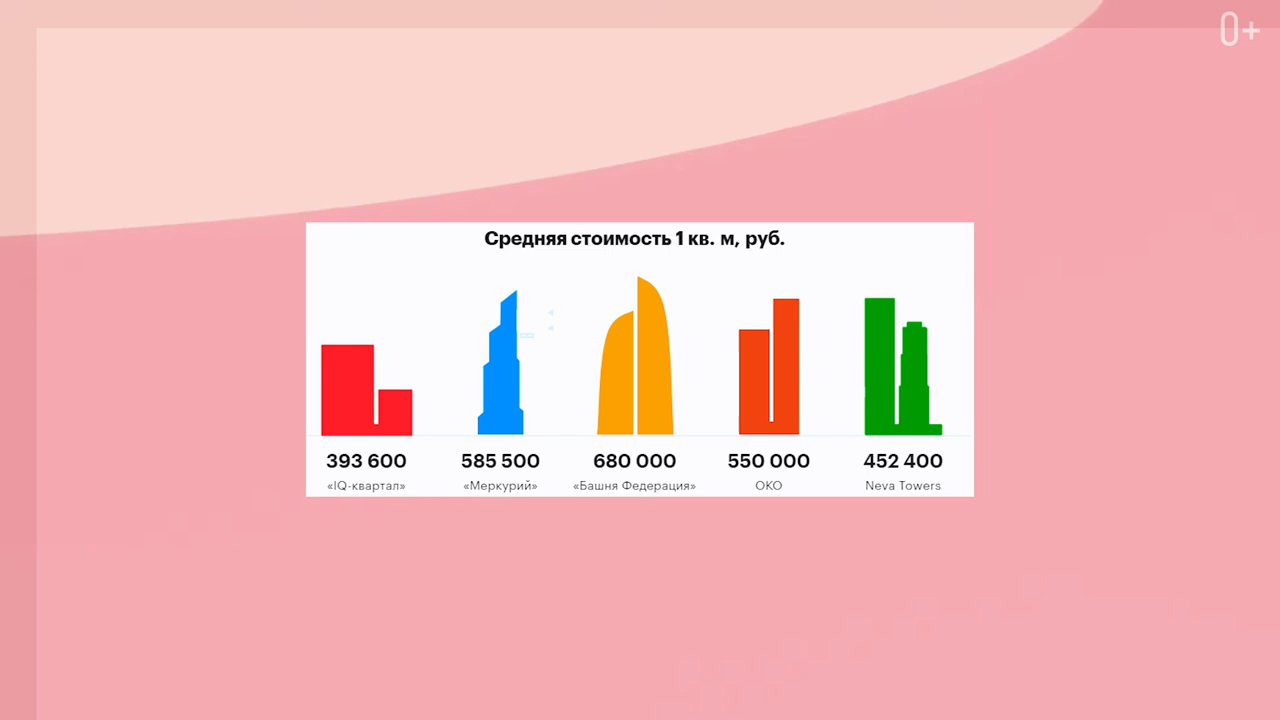 0+
Средняя стоимость 1 кв. м, руб.
393 600 585 500 680 000 550 000 452 400
«IQ-квартал» «Меркурий» «Башня Федерация» ОКО Neva Towers